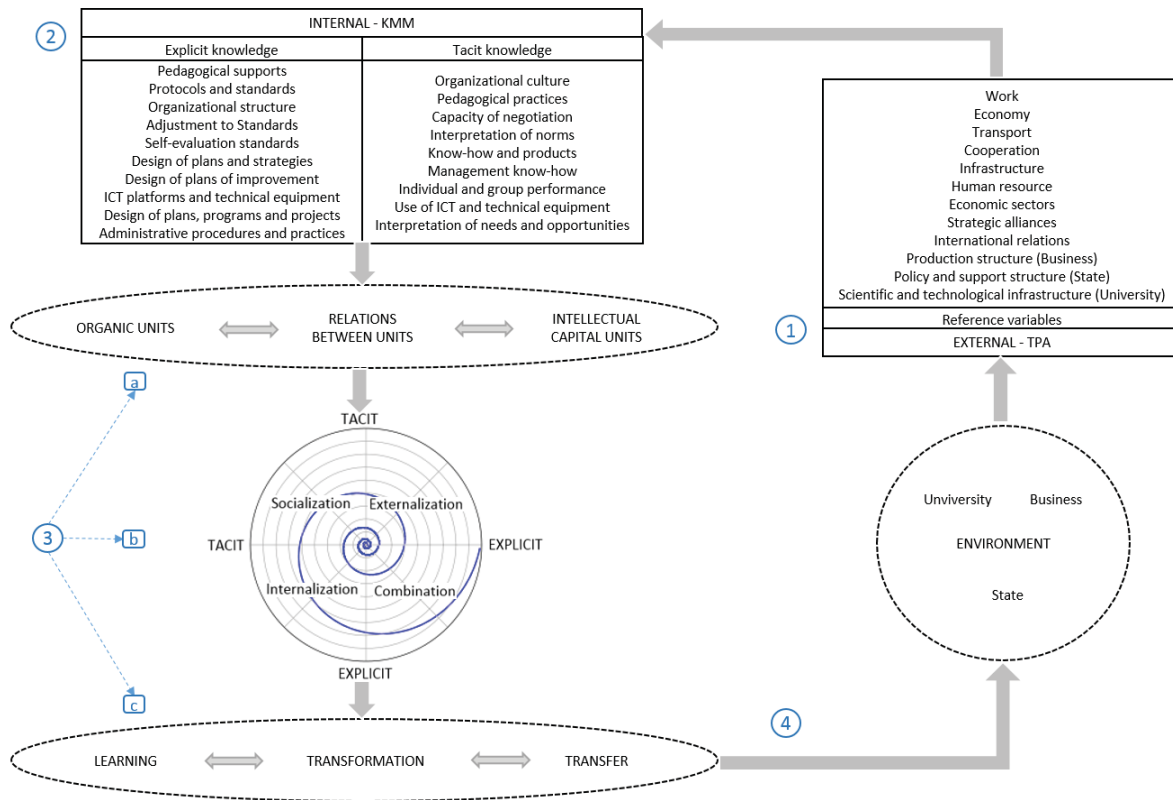 2
INTERNAL - KMM
Explicit knowledge
Tacit knowledge
Pedagogical supports
Protocols and standards
Organizational structure
Adjustment to Standards
Self-evaluation standards
Design of plans and strategies
Design of plans of improvement
ICT platforms and technical equipment
Design of plans, programs and projects
Administrative procedures and practices
Organizational culture
Pedagogical practices
Capacity of negotiation
Interpretation of norms
Know-how and products
Management know-how
Individual and group performance
Use of ICT and technical equipment
Interpretation of needs and opportunities
Work
Economy
Transport
Cooperation
Infrastructure
Human resource
Economic sectors
Strategic alliances
International relations
Production structure (Business)
Policy and support structure (State)
Scientific and technological infrastructure (University)
Reference variables
EXTERNAL - TPA
1
ORGANIC UNITS
RELATIONS
BETWEEN UNITS
INTELLECTUAL
CAPITAL UNITS
a
TACIT
Socialization
Externalization
3
b
TACIT
EXPLICIT
Internalization
Combination
EXPLICIT
c
University
Business
ENVIRONMENT
State
4
LEARNING
TRANSFORMATION
TRANSFER